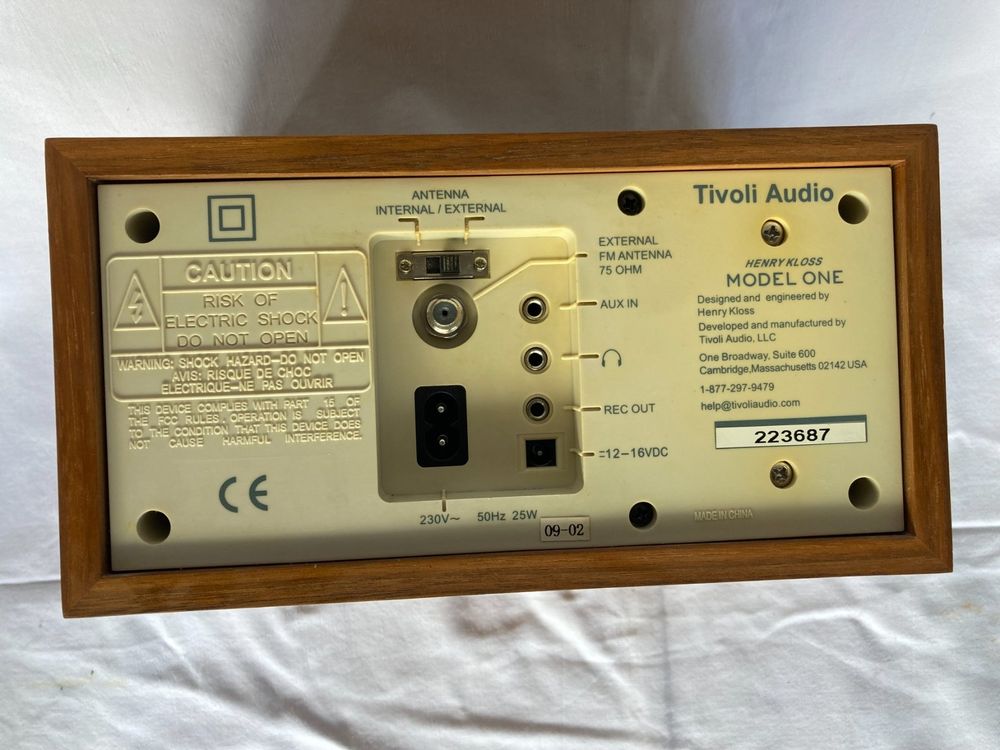 ANTENNA
INTERNAL / EXTERNAL
CAUTION
RISK OF
ELECTRIC SHOCK
DO NOT OPEN
WARNING: SHOCK HAZARD–DO NOT OPEN
AVIS: RISQUE DE CHOC
ELECTRIQUE–NE PAS OUVRIR
THIS DEVICE COMPLIES WITH PART 15 OF
THE FCC RULES. OPERATION IS SUBJECT
TO THE CONDITION THAT THIS DEVICE DOES
NOT CAUSE HARMFUL INTERFERENCE.
CE
EXTERNAL
FM ANTENNA
75 OHM
AUX IN
REC OUT
12–16VDC
230V~ 50Hz 25W
09-02
Tivoli Audio
HENRY KLOSS
MODEL ONE
Designed and engineered by
Henry Kloss
Developed and manufactured by
Tivoli Audio, LLC
One Broadway, Suite 600
Cambridge,Massachusetts 02142 USA
1-877-297-9479
help@tivoliaudio.com
223687
MADE IN CHINA